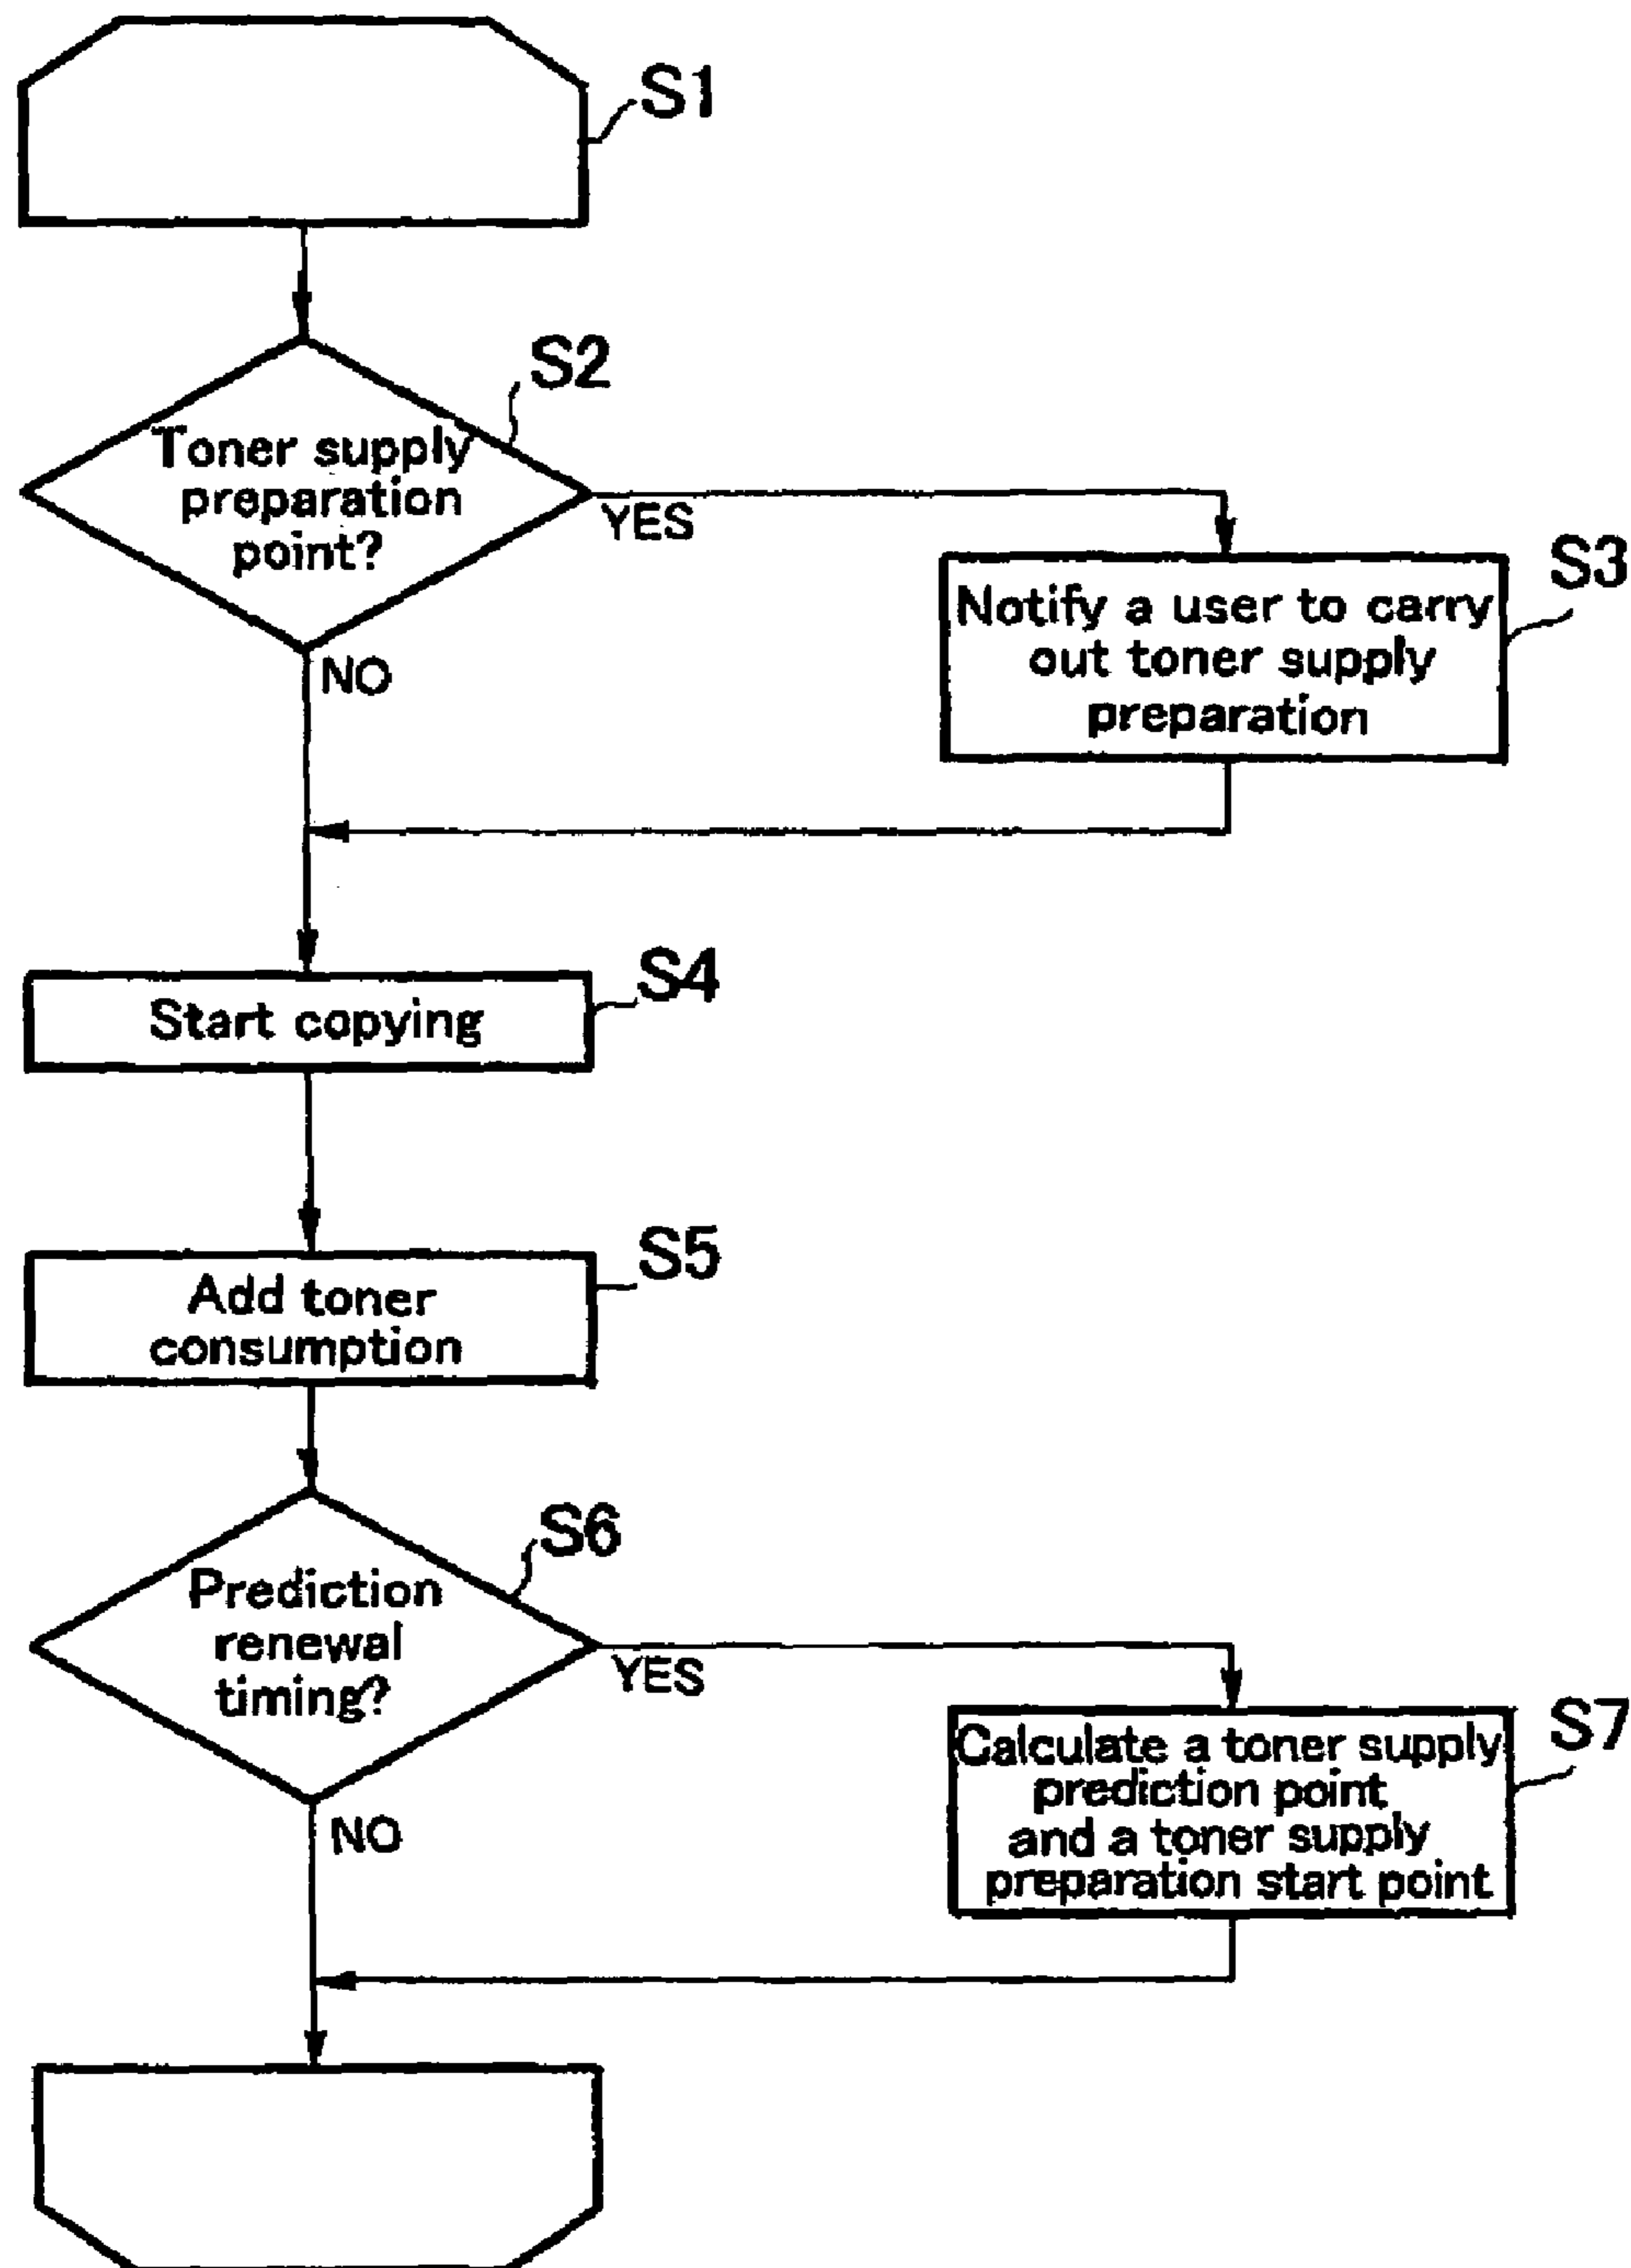 S1
S2
Toner supply
preparation
point?
YES
NO
S3
Notify a user to carry
out toner supply
preparation
S4
Start copying
S5
Add toner
consumption
S6
Prediction
renewal
timing?
YES
NO
S7
Calculate a toner supply
prediction point
and a toner supply
preparation start point